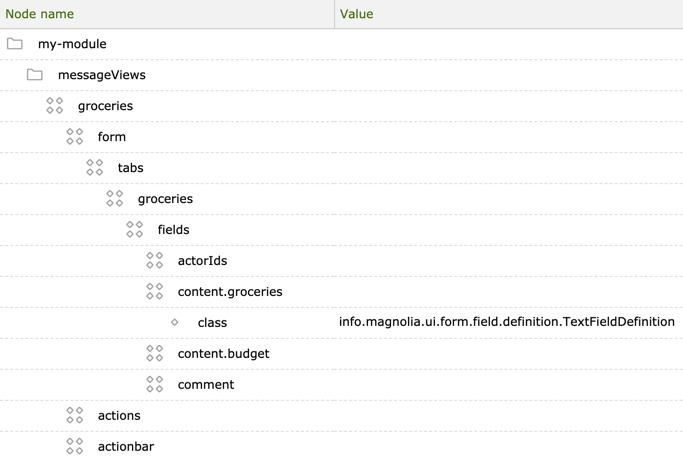 Node name Value
my-module
messageViews
groceries
form
tabs
groceries
fields
actorIds
content.groceries
class info.magnolia.ui.form.field.definition.TextFieldDefinition
content.budget
comment
actions
actionbar